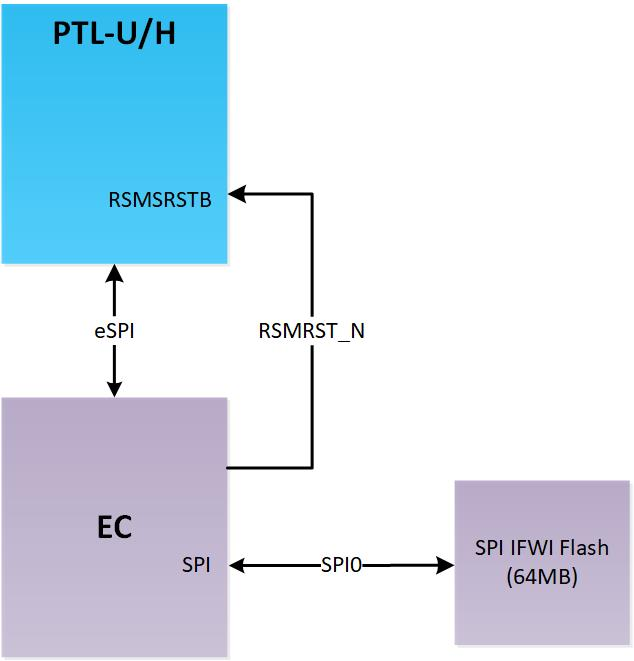 PTL-U/H
RSMSRSTB
eSPI
RSMRST_N
EC
SPI
SPI0
SPI IFWI Flash
(64MB)